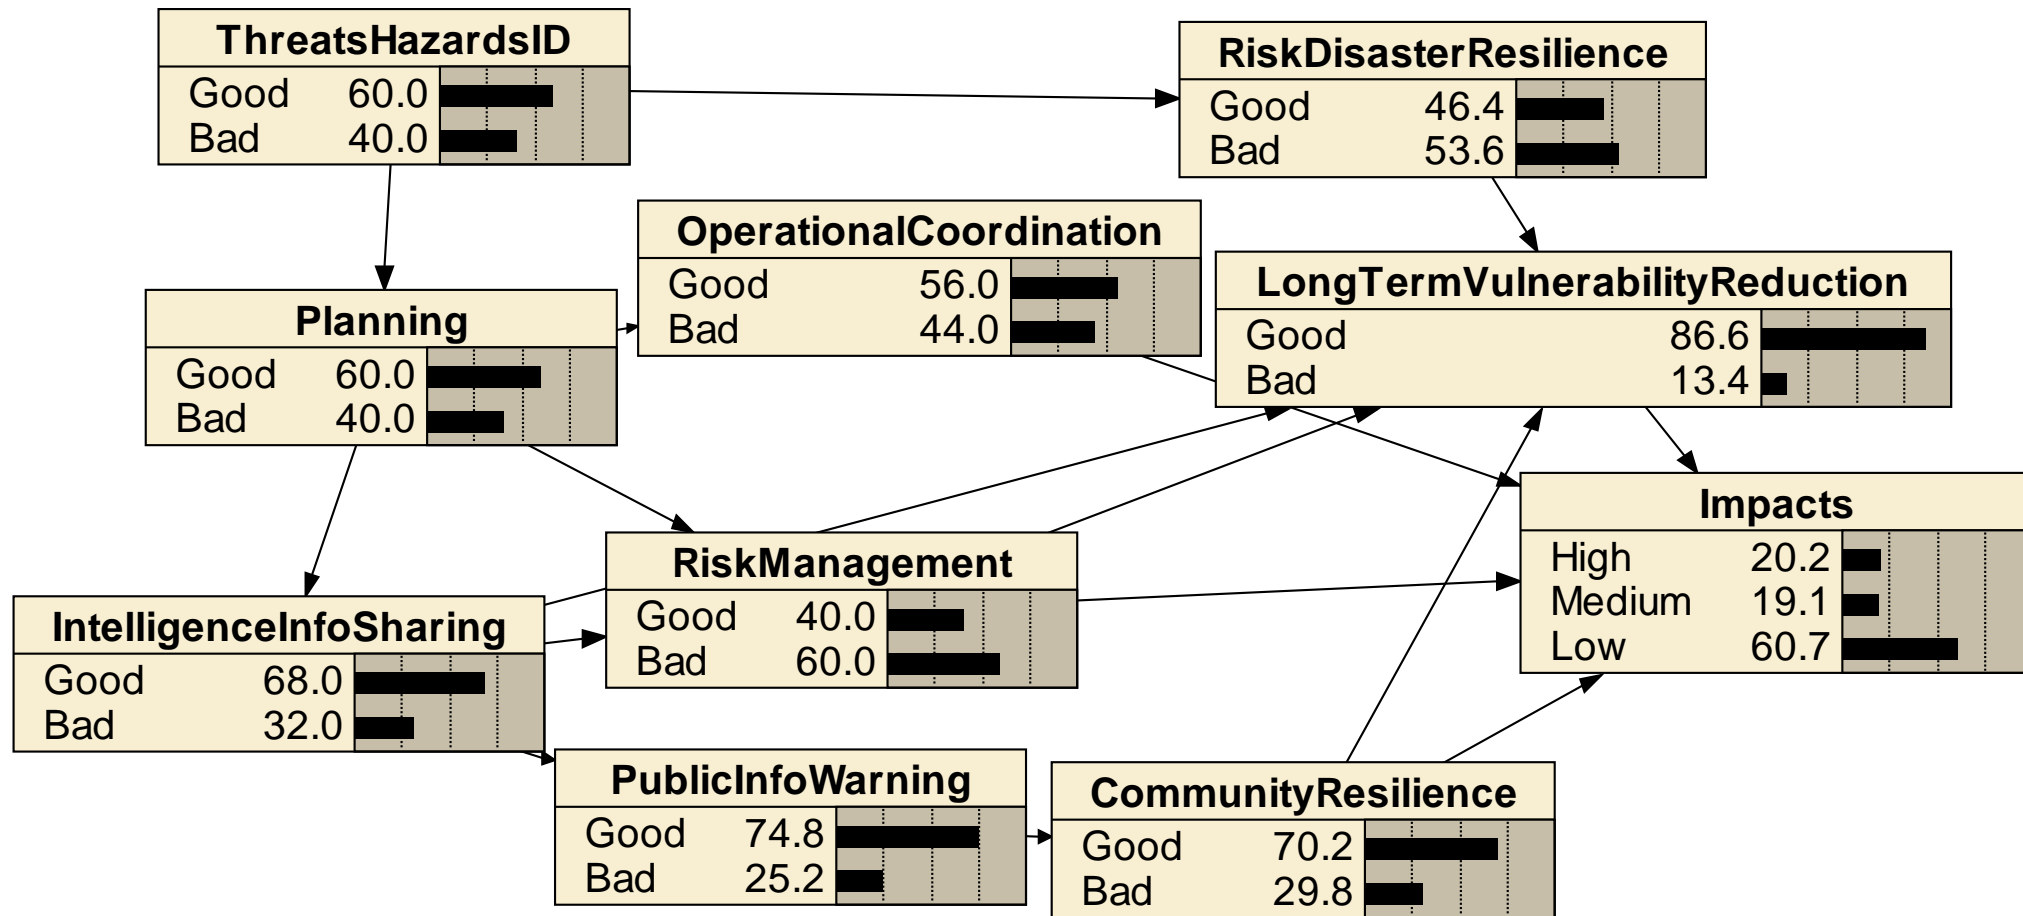 ThreatsHazardsID
Good 60.0
Bad 40.0
RiskDisasterResilience
Good 46.4
Bad 53.6
OperationalCoordination
Good 56.0
Bad 44.0
LongTermVulnerabilityReduction
Good 86.6
Bad 13.4
Planning
Good 60.0
Bad 40.0
Impacts
High 20.2
Medium 19.1
Low 60.7
RiskManagement
Good 40.0
Bad 60.0
IntelligenceInfoSharing
Good 68.0
Bad 32.0
PublicInfoWarning
Good 74.8
Bad 25.2
CommunityResilience
Good 70.2
Bad 29.8